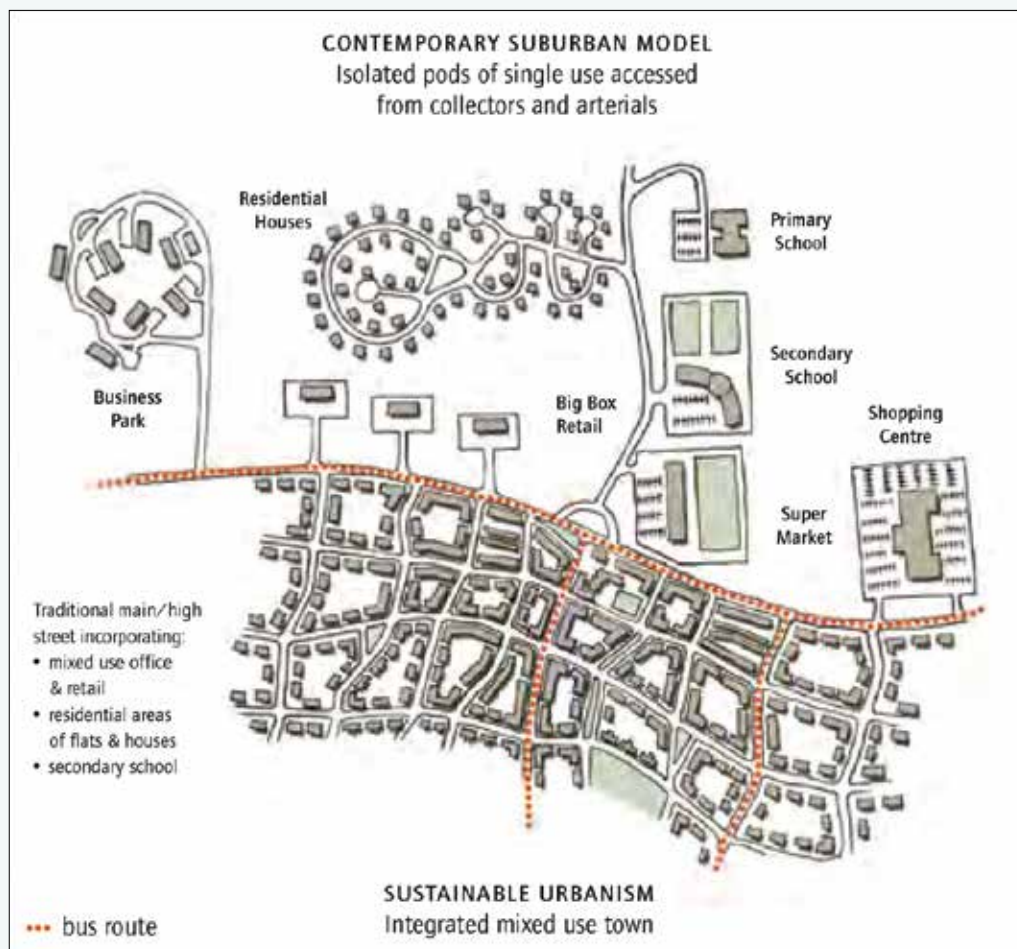 CONTEMPORARY SUBURBAN MODEL
Isolated pods of single use accessed
from collectors and arterials
Residential
Houses
Primary
School
Business
Park
Big Box
Retail
Secondary
School
Shopping
Centre
Super
Market
Traditional main/high
street incorporating:
• mixed use office
& retail
• residential areas
of flats & houses
• secondary school
SUSTAINABLE URBANISM
Integrated mixed use town
bus route